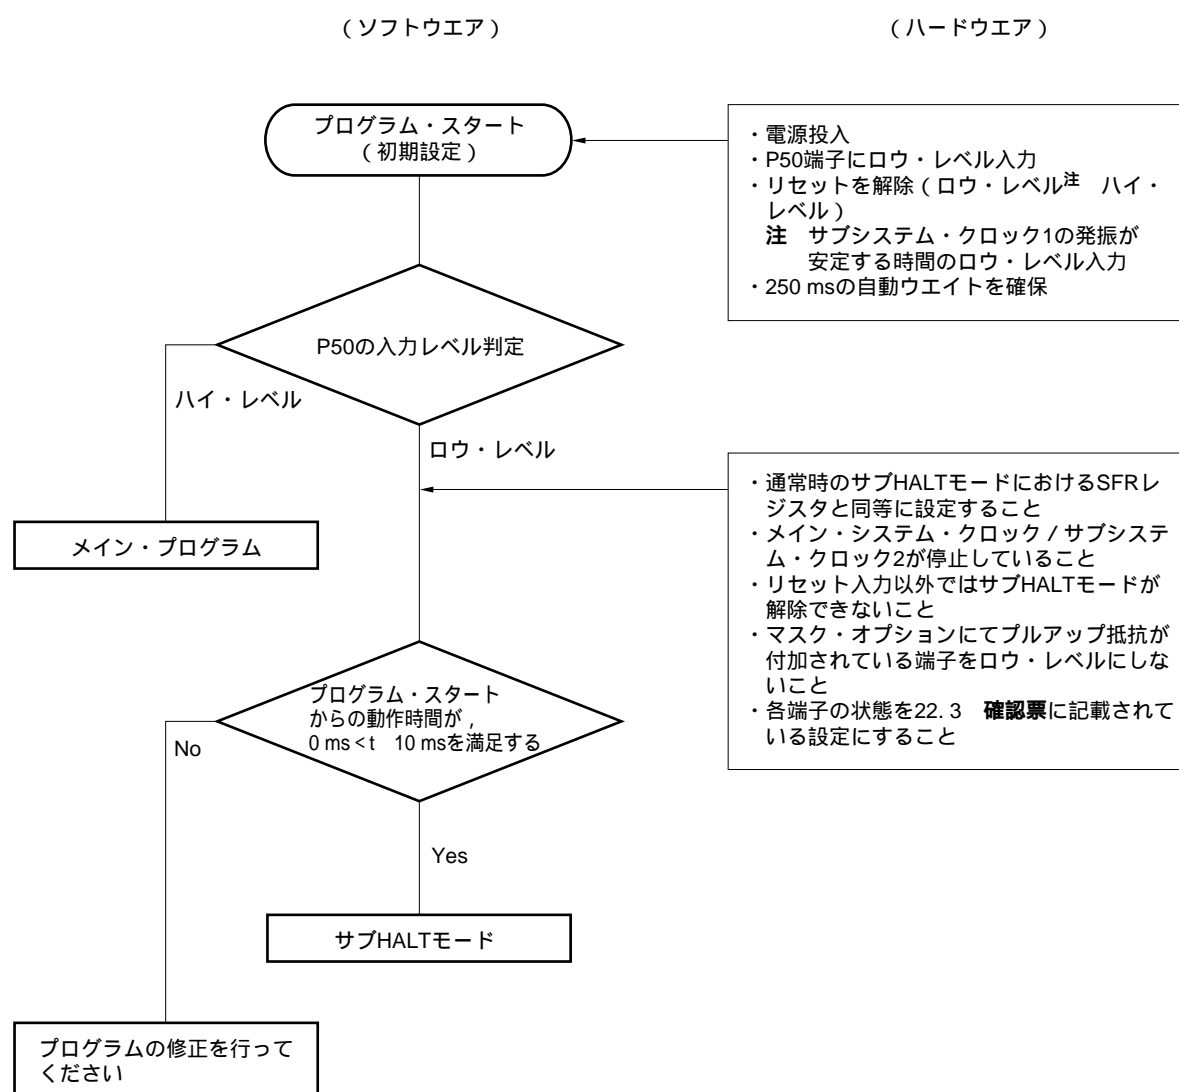 （ソフトウエア）
（ハードウエア）
プログラム・スタート
（初期設定）
・電源投入
・P50端子にロウ・レベル入力
・リセットを解除（ロウ・レベル注　ハイ・
レベル）
注　サブシステム・クロック1の発振が
安定する時間のロウ・レベル入力
・250 msの自動ウエイトを確保
P50の入力レベル判定
ハイ・レベル
ロウ・レベル
メイン・プログラム
・通常時のサブHALTモードにおけるSFRレ
ジスタと同等に設定すること
・メイン・システム・クロック／サブシステ
ム・クロック2が停止していること
・リセット入力以外ではサブHALTモードが
解除できないこと
・マスク・オプションにてプルアップ抵抗が
付加されている端子をロウ・レベルにしな
いこと
・各端子の状態を22. 3　確認票に記載されて
いる設定にすること
プログラム・スタート
からの動作時間が，
0 ms＜t　10 msを満足する
No
Yes
サブHALTモード
プログラムの修正を行って
ください